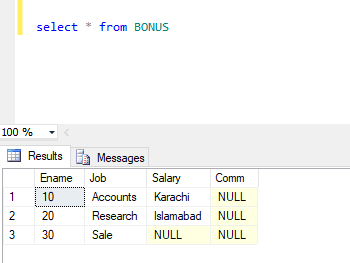 select * from BONUS
100 %
Results Messages
Ename Job Salary Comm
1 10 Accounts Karachi NULL
2 20 Research Islamabad NULL
3 30 Sale NULL NULL